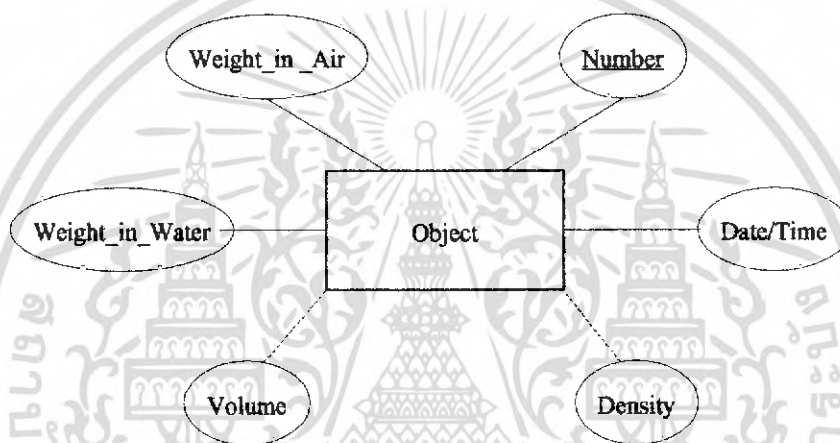 Weight_in _Air
Number
Weight_in_Water
Object
Date/Time
Volume
Density